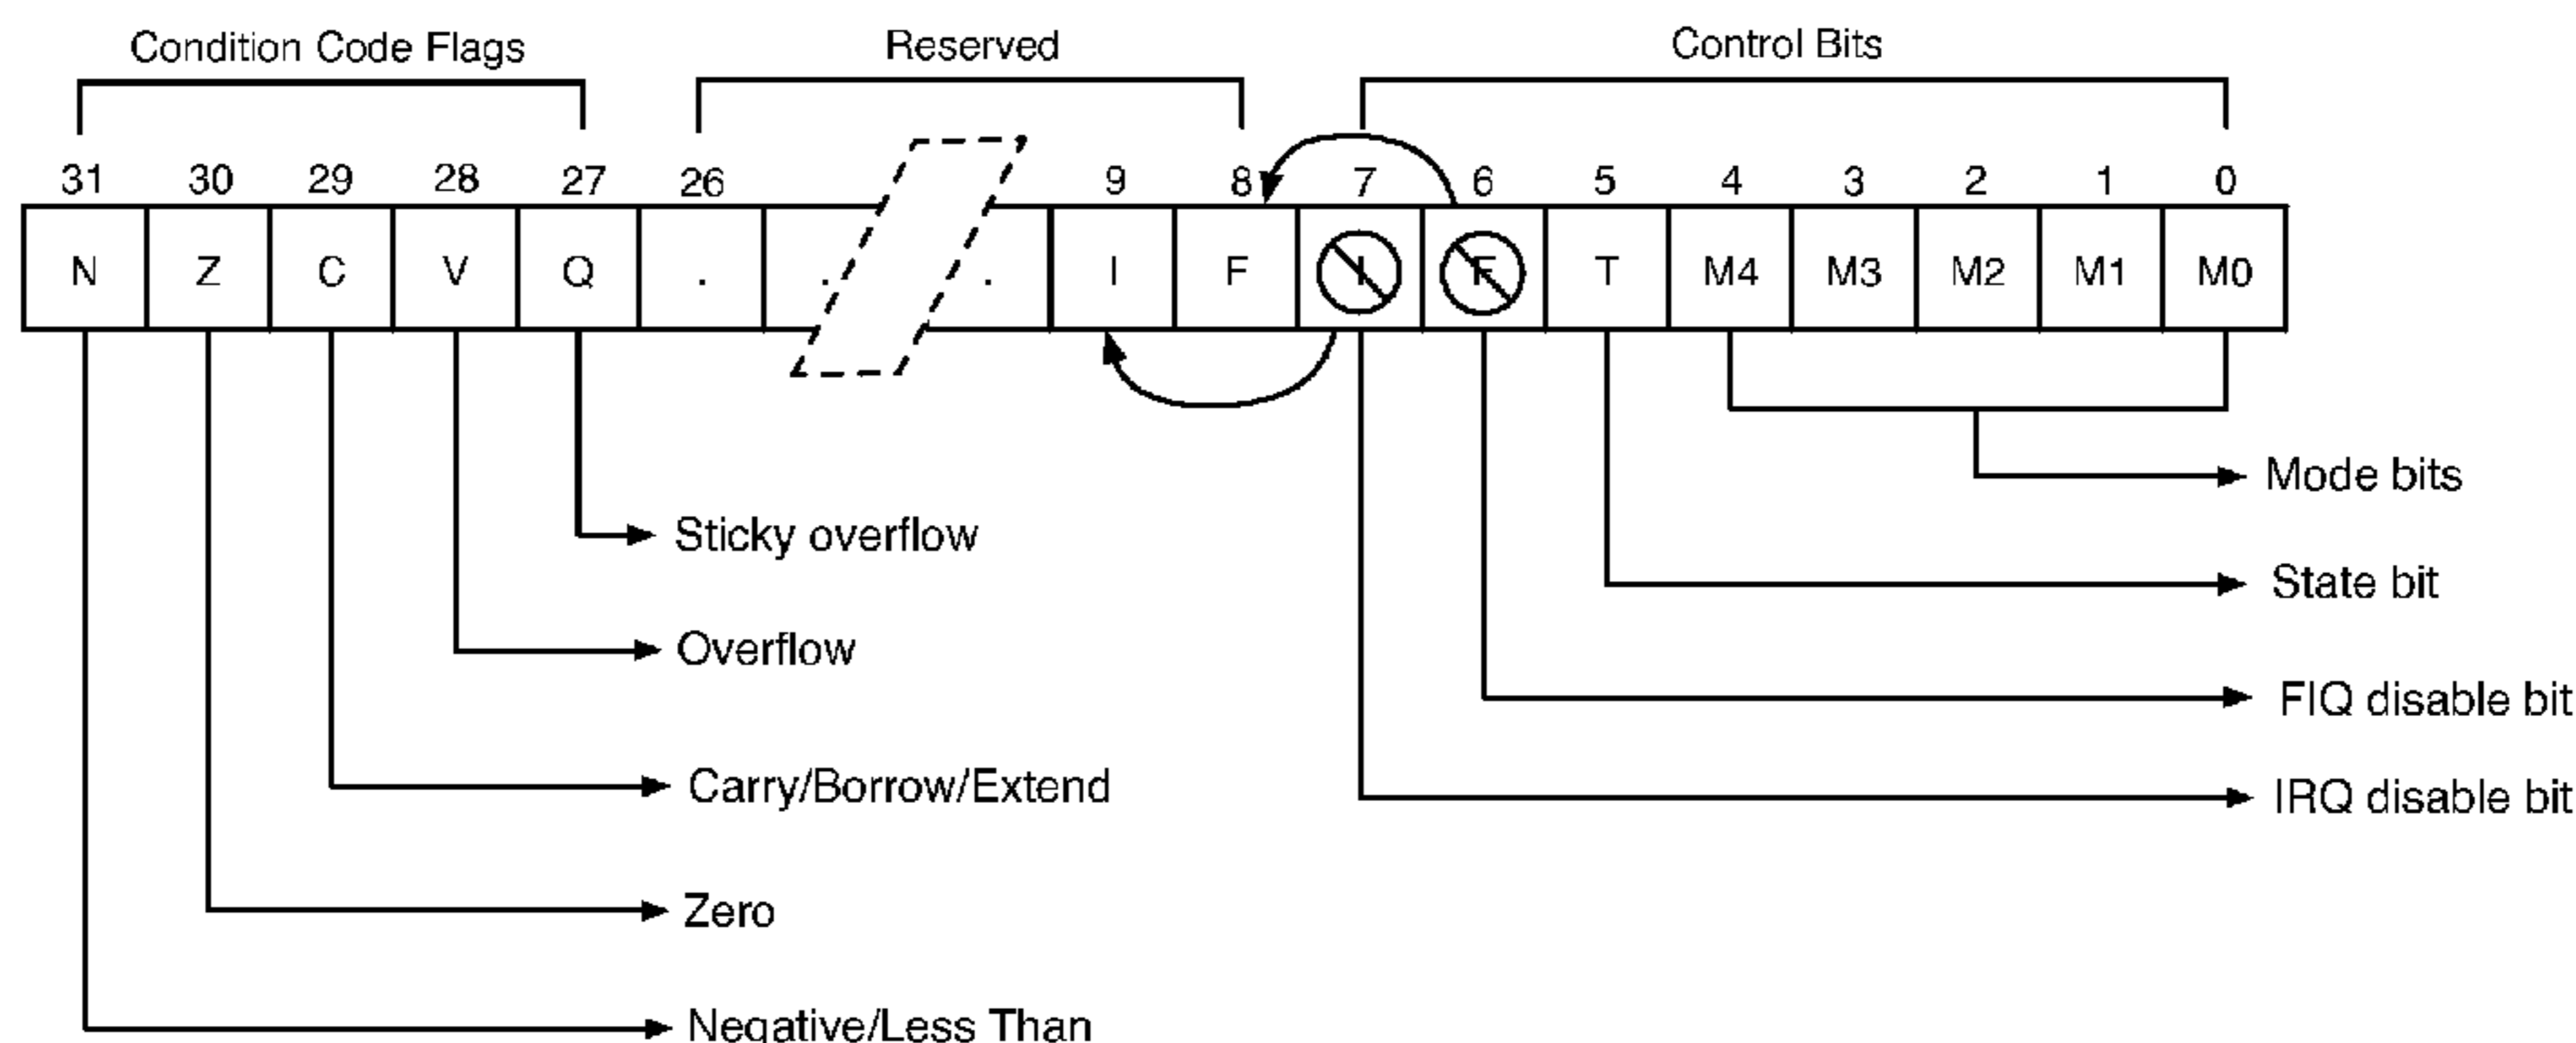 Condition Code Flags Reserved Control Bits
31 30 29 28 27 26 9 8 7 6 5 4 3 2 1 0
N Z C V Q . . . I F I F T M4 M3 M2 M1 M0
Mode bits
Sticky overflow
State bit
Overflow
FIQ disable bit
Carry/Borrow/Extend
IRQ disable bit
Zero
Negative/Less Than